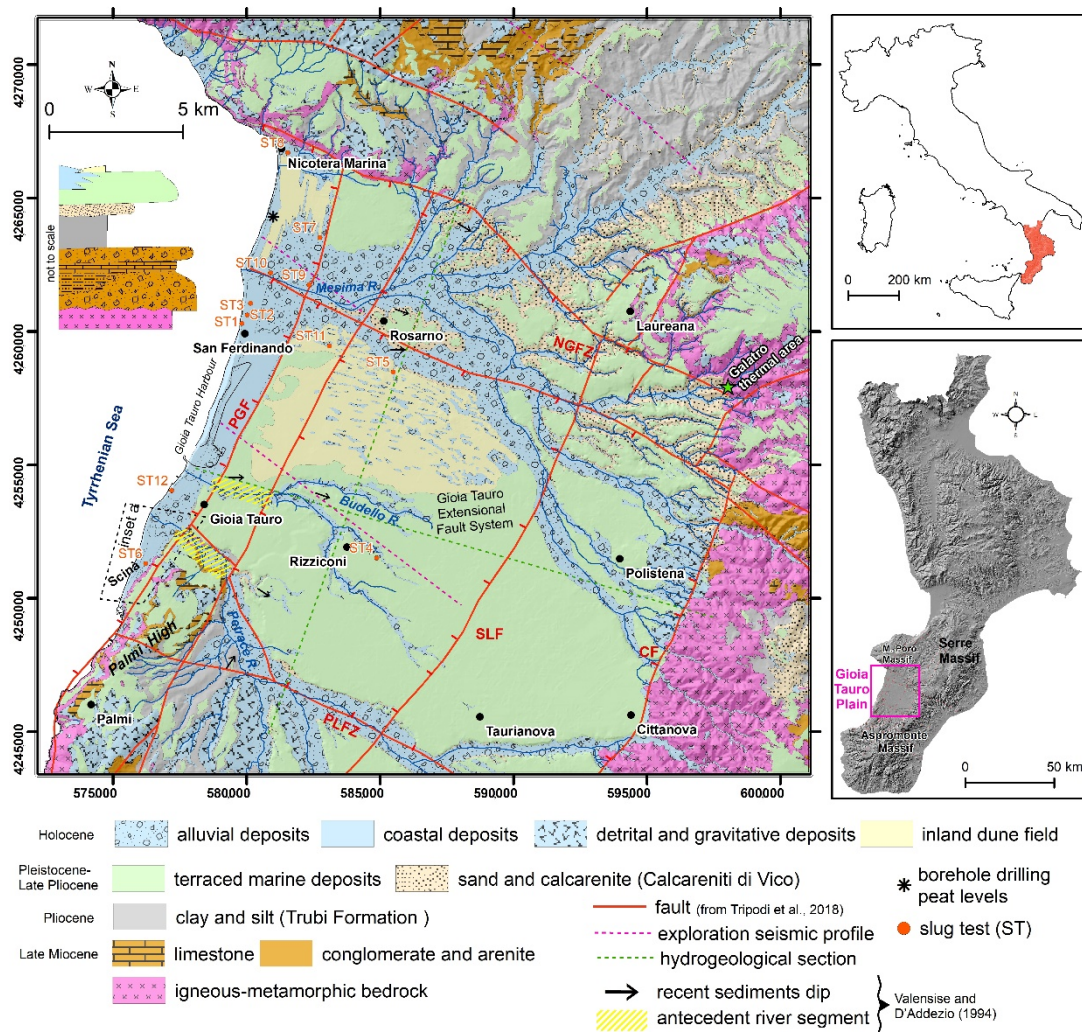 4270000
4265000
4260000
4255000
4250000
4245000
N
W E
S
0 5 km
not to scale
ST8
Nicotera Marina
ST7
ST10
ST9
Mesima R.
ST3
ST2
ST1
San Ferdinando
ST11
Rosarno
ST5
Laureana
NGFZ
Galatro
thermal area
Gioia Tauro Harbour
PGF
Tyrrhenian Sea
ST12
Gioia Tauro
Budello R.
Gioia Tauro
Extensional
Fault System
inset a
ST6
Scinà
Rizziconi
ST4
Polistena
Petrace R.
Palmi High
SLF
CF
Palmi
PLFZ
Taurianova
Cittanova
575000 580000 585000 590000 595000 600000
0 200 km
N
W E
S
M. Poro
Massif
Serre
Massif
Gioia
Tauro
Plain
Aspromonte
Massif
0 50 km
Holocene alluvial deposits coastal deposits detrital and gravitative deposits inland dune field
Pleistocene-
Late Pliocene terraced marine deposits sand and calcarenite (Calcareniti di Vico)
Pliocene clay and silt (Trubi Formation )
Late Miocene limestone conglomerate and arenite
igneous-metamorphic bedrock
borehole drilling
peat levels
slug test (ST)
fault (from Tripodi et al., 2018)
exploration seismic profile
hydrogeological section
recent sediments dip
antecedent river segment
Valensise and
D'Addezio (1994)